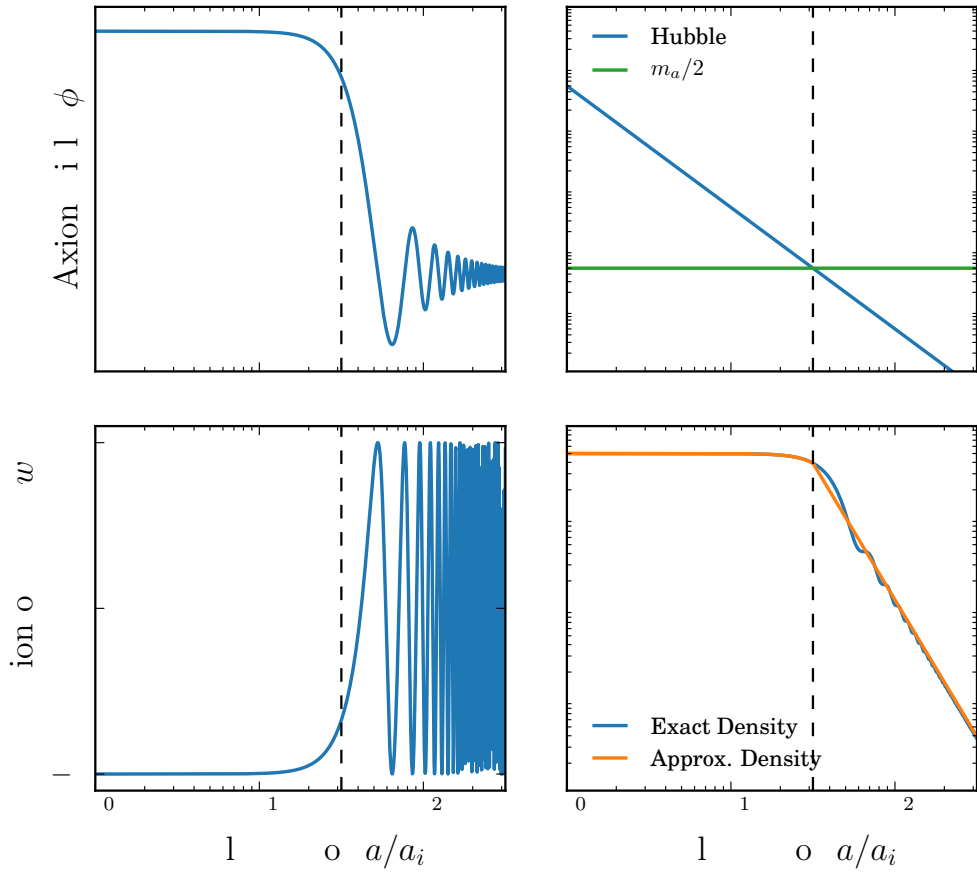 Axion i l ϕ
Hubble
m_a/2
ion o w
Exact Density
Approx. Density
0 1 2
0 1 2
l o a/a_i
l o a/a_i